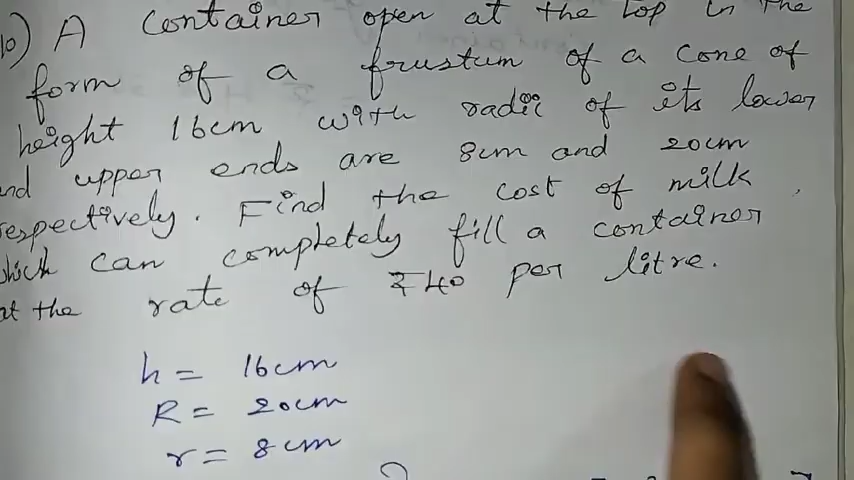 10) A container open at the top in the
form of a frustum of a cone of
height 16cm with radii of its lower
nd upper ends are 8cm and 20cm
respectively. Find the cost of milk
which can completely fill a container
at the rate of ₹40 per litre.
h = 16cm
R = 20cm
r = 8cm